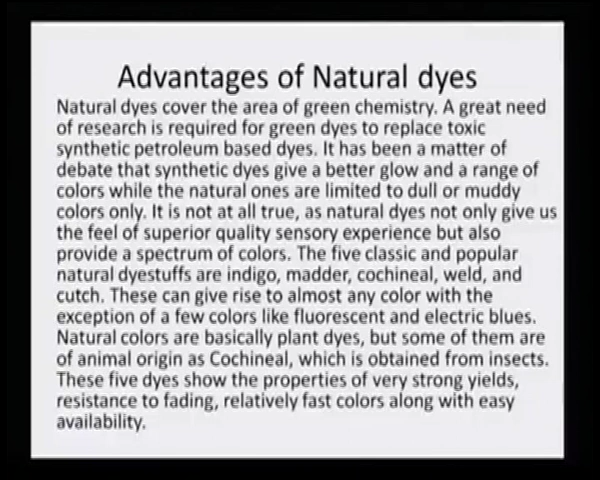 Advantages of Natural dyes
Natural dyes cover the area of green chemistry. A great need
of research is required for green dyes to replace toxic
synthetic petroleum based dyes. It has been a matter of
debate that synthetic dyes give a better glow and a range of
colors while the natural ones are limited to dull or muddy
colors only. It is not at all true, as natural dyes not only give us
the feel of superior quality sensory experience but also
provide a spectrum of colors. The five classic and popular
natural dyestuffs are indigo, madder, cochineal, weld, and
cutch. These can give rise to almost any color with the
exception of a few colors like fluorescent and electric blues.
Natural colors are basically plant dyes, but some of them are
of animal origin as Cochineal, which is obtained from insects.
These five dyes show the properties of very strong yields,
resistance to fading, relatively fast colors along with easy
availability.